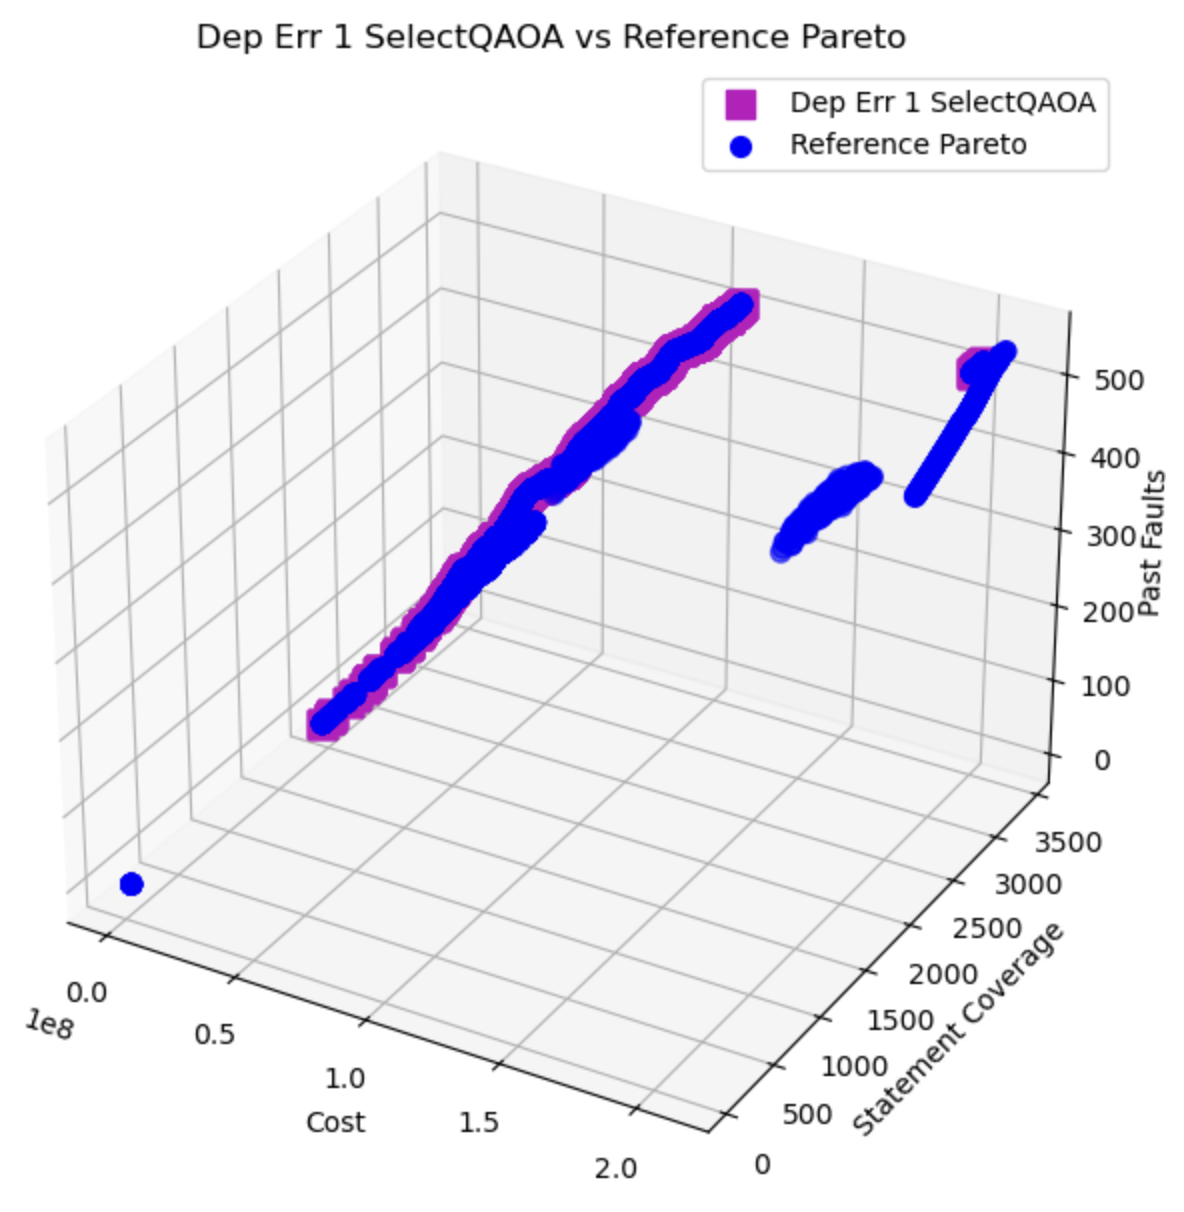 Dep Err 1 SelectQAOA vs Reference Pareto
Dep Err 1 SelectQAOA
Reference Pareto
500
400
300
200
100
0
Past Faults
3500
3000
2500
2000
1500
1000
500
0
Statement Coverage
0.0
0.5
1.0
1.5
2.0
1e8
Cost